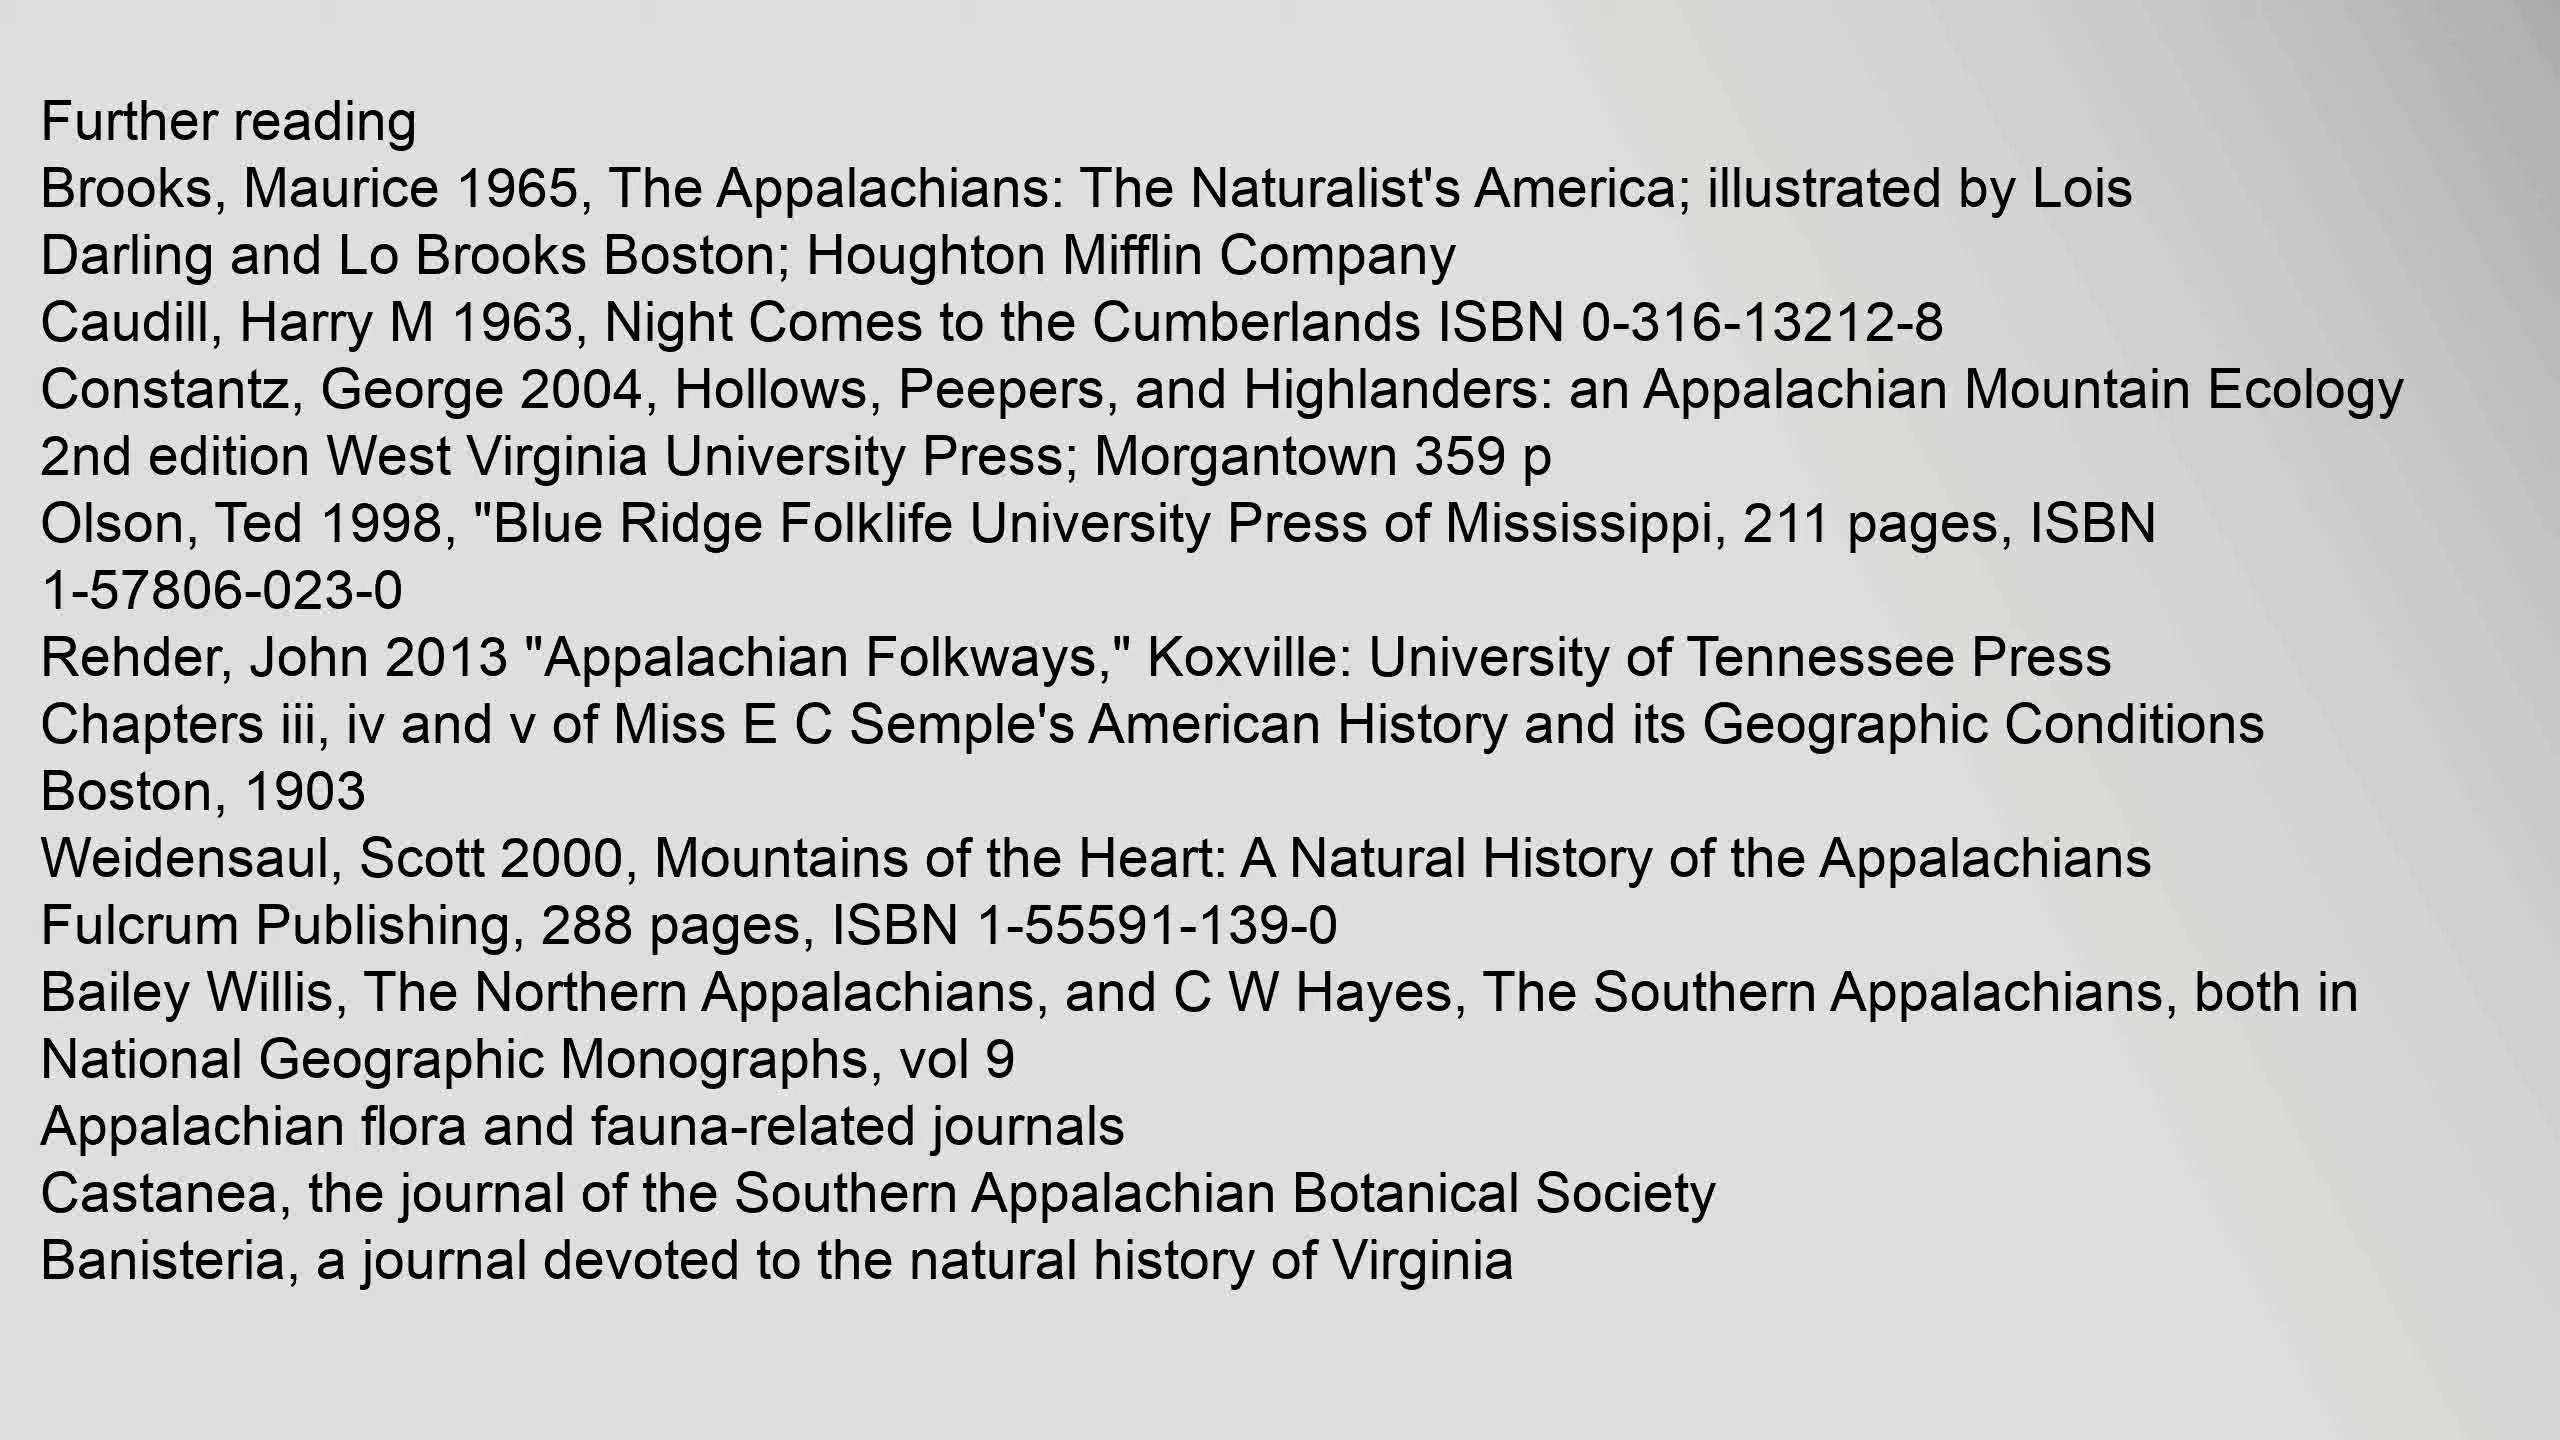 Further reading
Brooks, Maurice 1965, The Appalachians: The Naturalist's America; illustrated by Lois
Darling and Lo Brooks Boston; Houghton Mifflin Company
Caudill, Harry M 1963, Night Comes to the Cumberlands ISBN 0-316-13212-8
Constantz, George 2004, Hollows, Peepers, and Highlanders: an Appalachian Mountain Ecology
2nd edition West Virginia University Press; Morgantown 359 p
Olson, Ted 1998, "Blue Ridge Folklife University Press of Mississippi, 211 pages, ISBN
1-57806-023-0
Rehder, John 2013 "Appalachian Folkways," Koxville: University of Tennessee Press
Chapters iii, iv and v of Miss E C Semple's American History and its Geographic Conditions
Boston, 1903
Weidensaul, Scott 2000, Mountains of the Heart: A Natural History of the Appalachians
Fulcrum Publishing, 288 pages, ISBN 1-55591-139-0
Bailey Willis, The Northern Appalachians, and C W Hayes, The Southern Appalachians, both in
National Geographic Monographs, vol 9
Appalachian flora and fauna-related journals
Castanea, the journal of the Southern Appalachian Botanical Society
Banisteria, a journal devoted to the natural history of Virginia